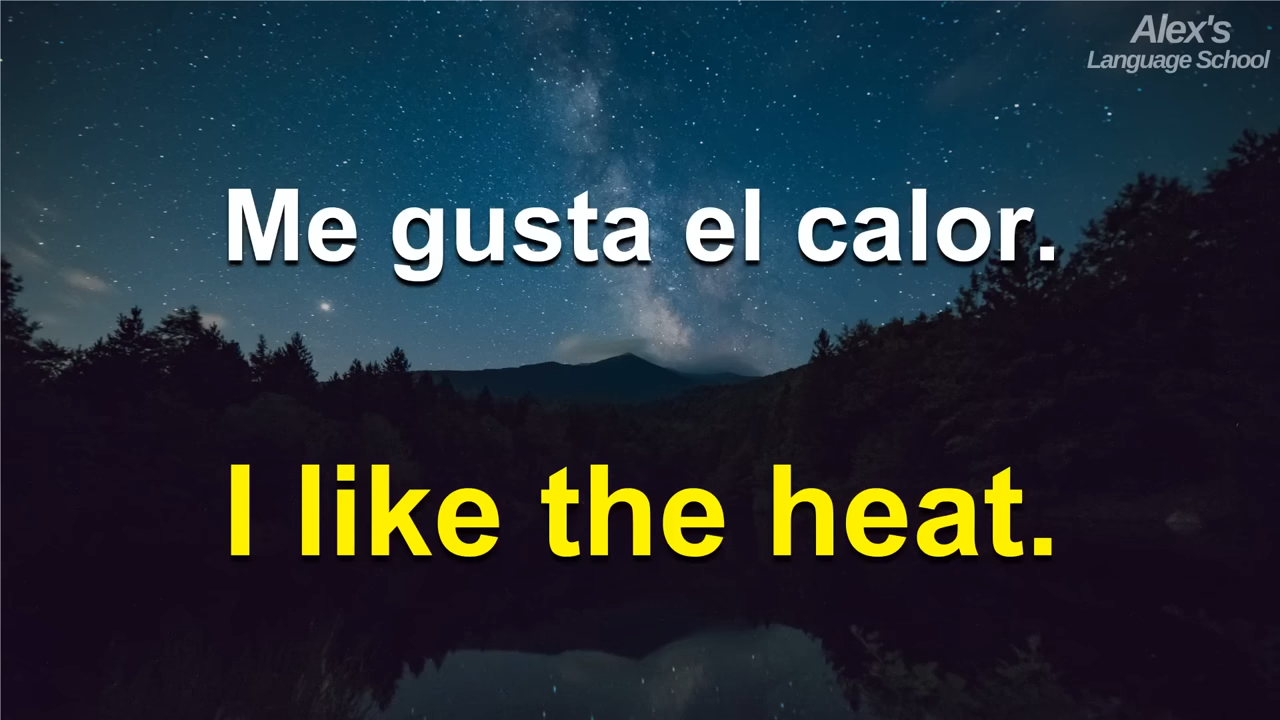 Alex's
Language School
Me gusta el calor.
I like the heat.